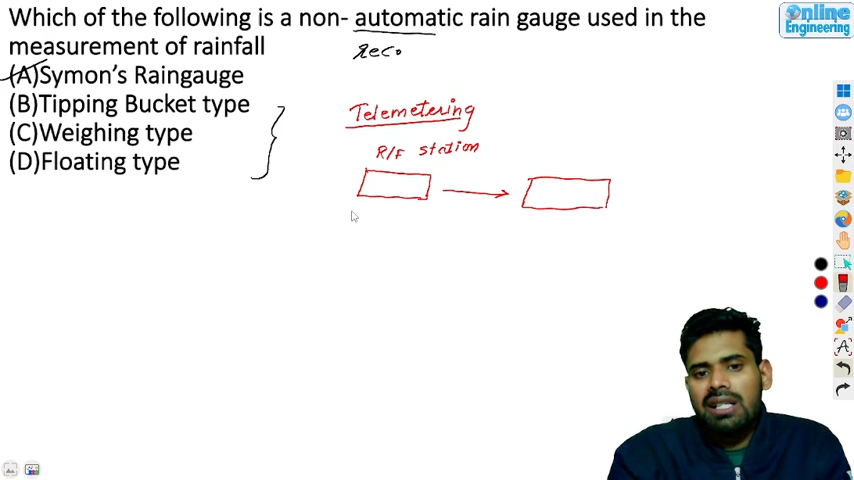 Which of the following is a non- automatic rain gauge used in the
measurement of rainfall
reco
(A)Symon's Raingauge
(B)Tipping Bucket type
(C)Weighing type
(D)Floating type
Telemetering
R/F station
Online
Engineering